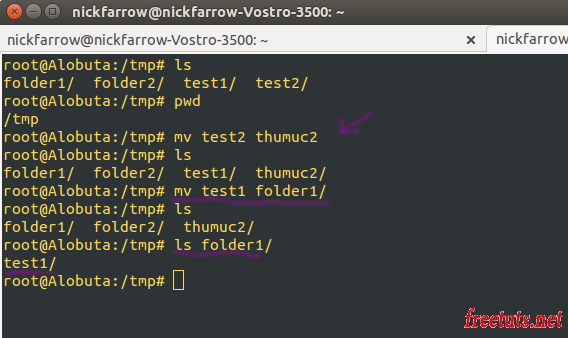 nickfarrow@nickfarrow-Vostro-3500: ~
nickfarrow@nickfarrow-Vostro-3500: ~ × nickfarrow
root@Alobuta:/tmp# ls
folder1/ folder2/ test1/ test2/
root@Alobuta:/tmp# pwd
/tmp
root@Alobuta:/tmp# mv test2 thumuc2
root@Alobuta:/tmp# ls
folder1/ folder2/ test1/ thumuc2/
root@Alobuta:/tmp# mv test1 folder1/
root@Alobuta:/tmp# ls
folder1/ folder2/ thumuc2/
root@Alobuta:/tmp# ls folder1/
test1/
root@Alobuta:/tmp#
freetuts.net